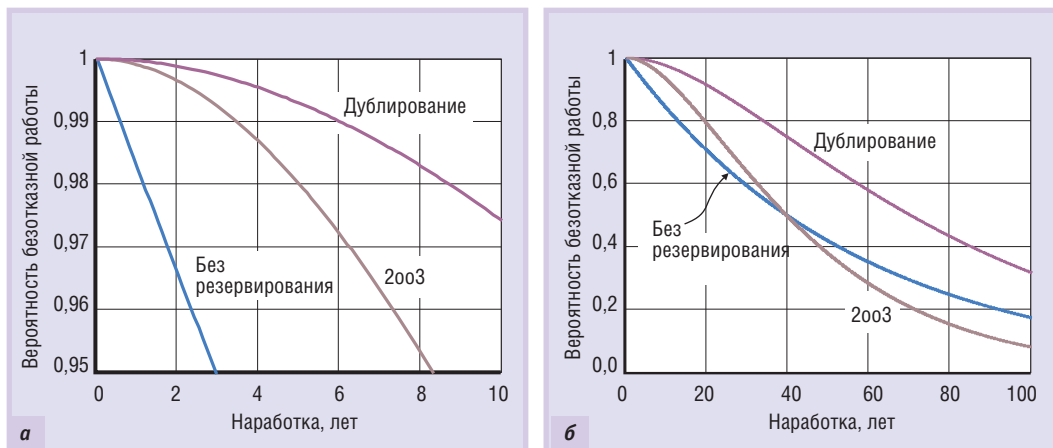 Вероятность безотказной работы
1
0,99
0,98
0,97
0,96
0,95
Дублирование
Без
резервирования
2оо3
0 2 4 6 8 10
Наработка, лет
а
Вероятность безотказной работы
1
0,8
0,6
0,4
0,2
0,0
Дублирование
Без
резервирования
2оо3
0 20 40 60 80 100
Наработка, лет
б